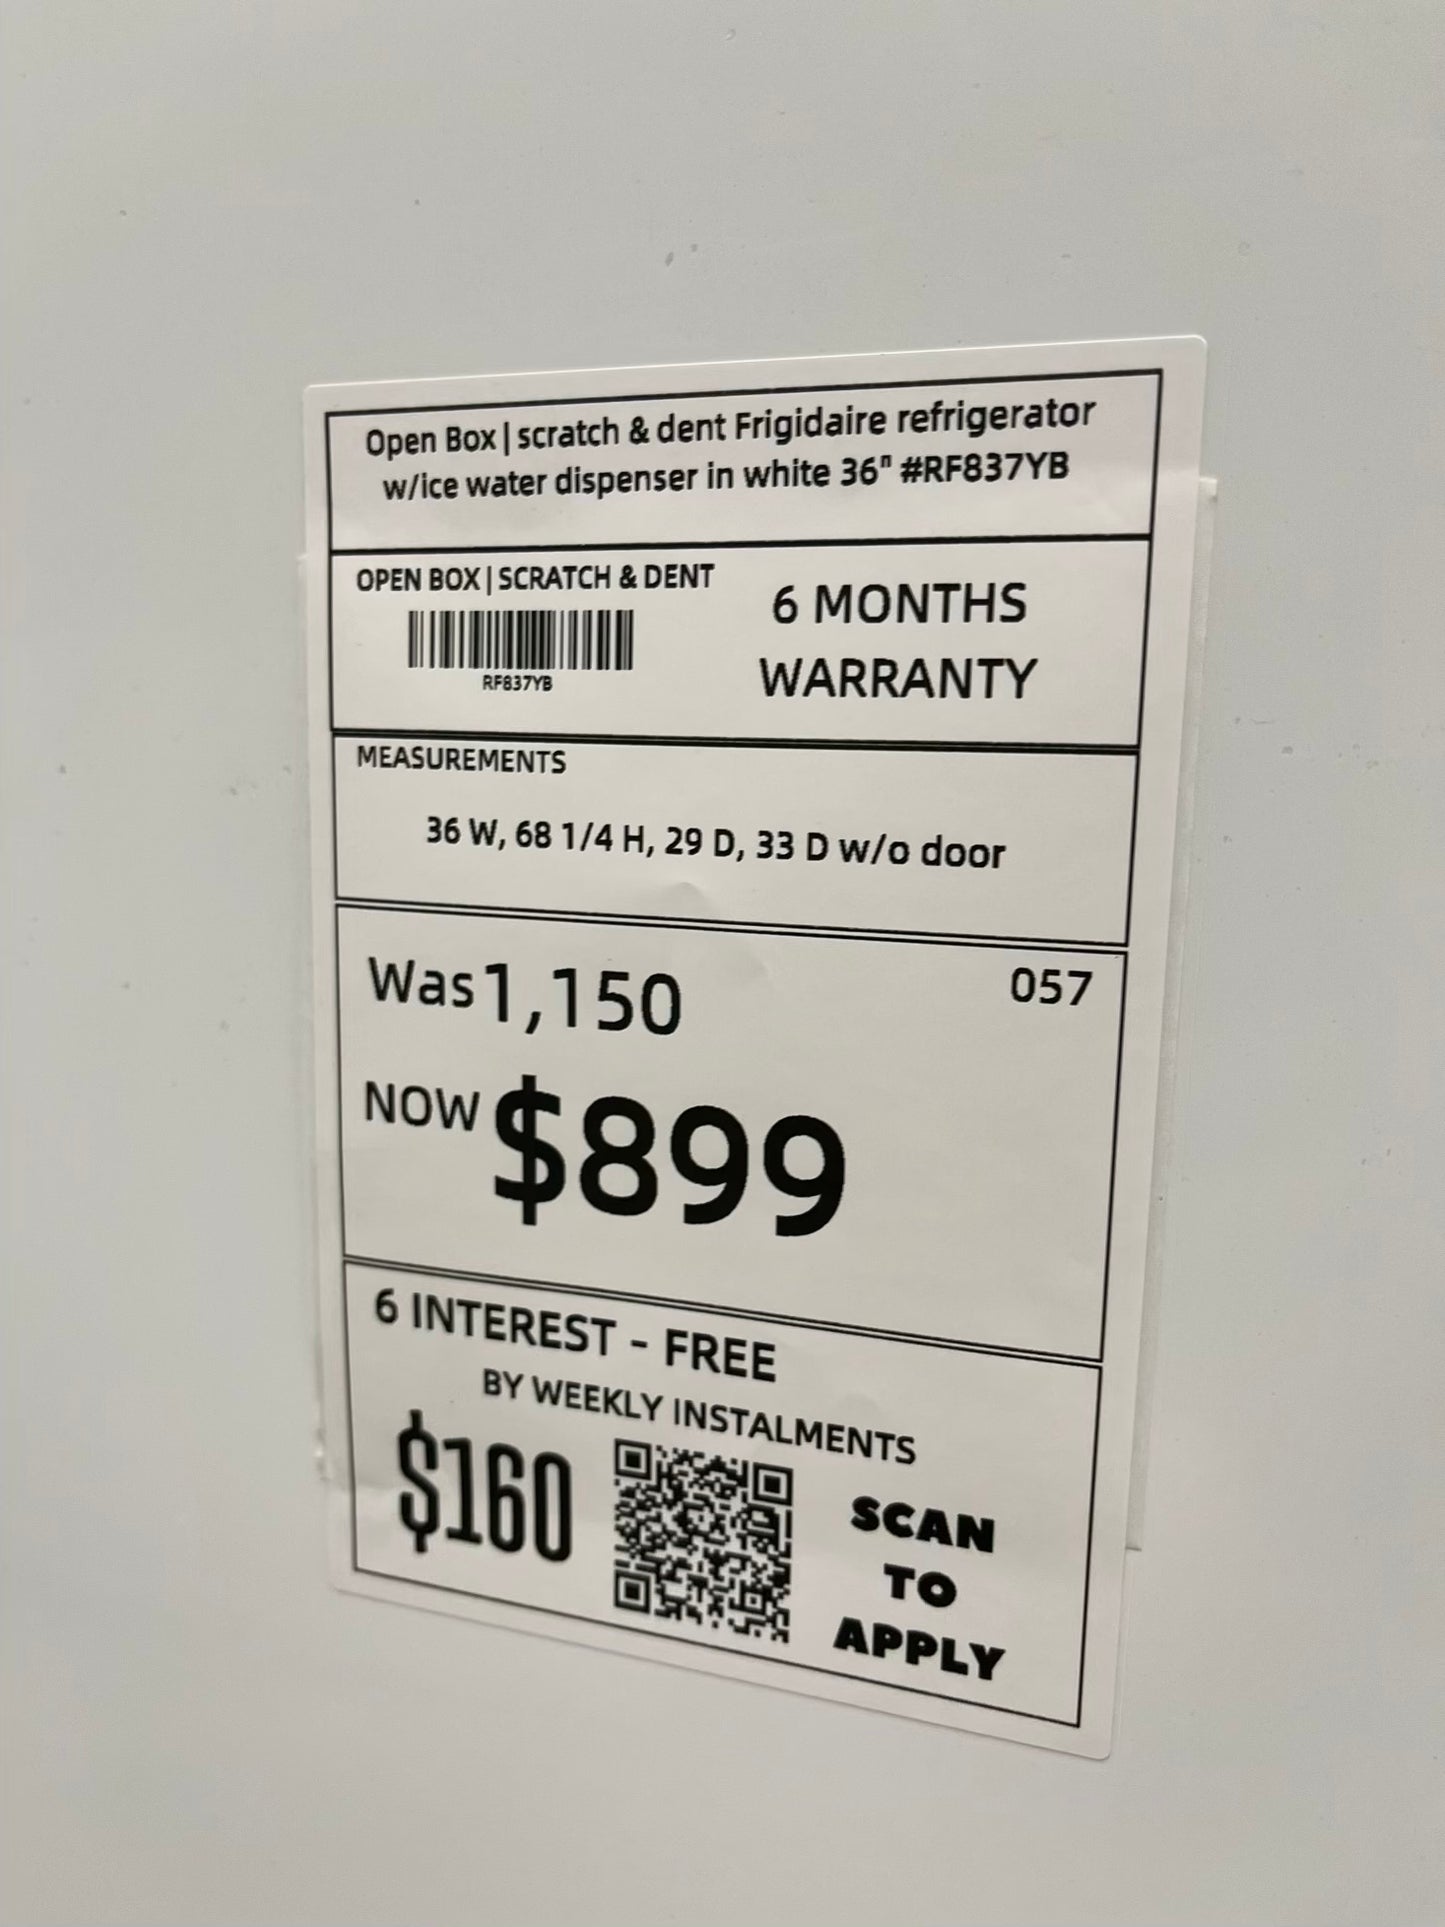 Open Box | scratch & dent Frigidaire refrigerator
w/ice water dispenser in white 36" #RF837YB
OPEN BOX | SCRATCH & DENT
RF837YB
6 MONTHS
WARRANTY
MEASUREMENTS
36 W, 68 1/4 H, 29 D, 33 D w/o door
Was 1,150
057
NOW $899
6 INTEREST - FREE
BY WEEKLY INSTALMENTS
$160
SCAN
TO
APPLY